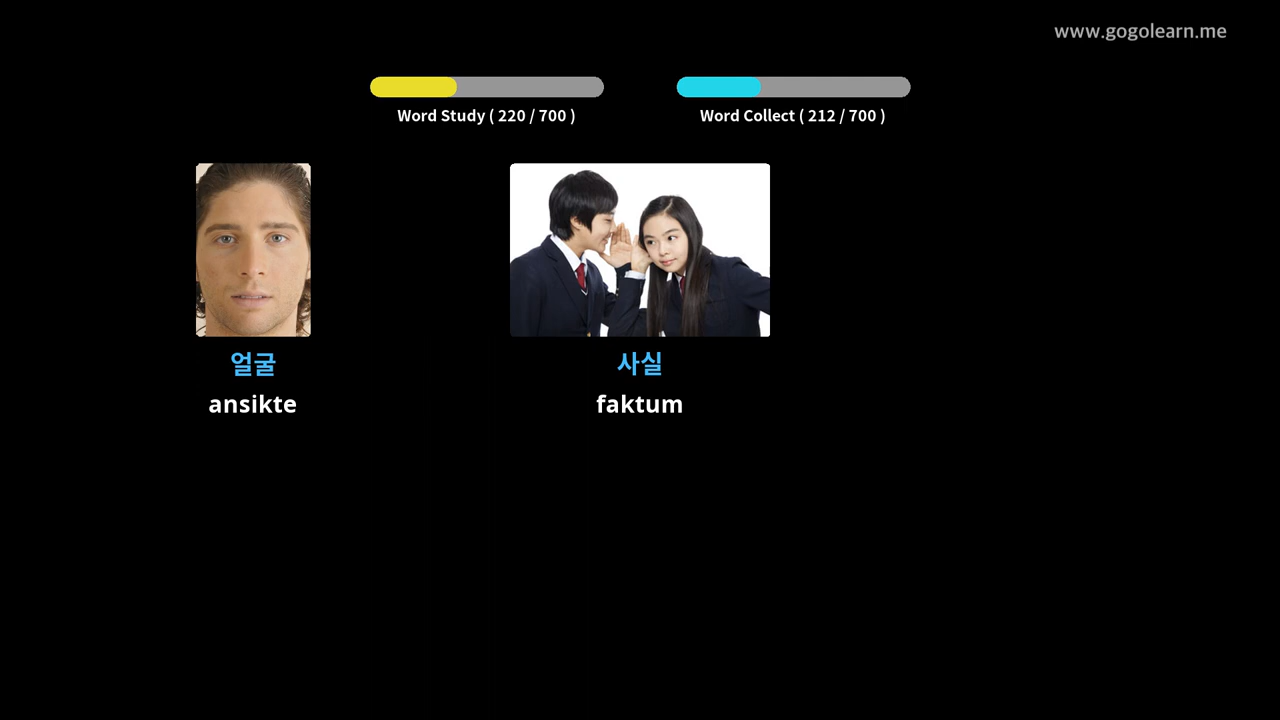 www.gogolearn.me
Word Study ( 220 / 700 )
Word Collect ( 212 / 700 )
얼굴
사실
ansikte
faktum